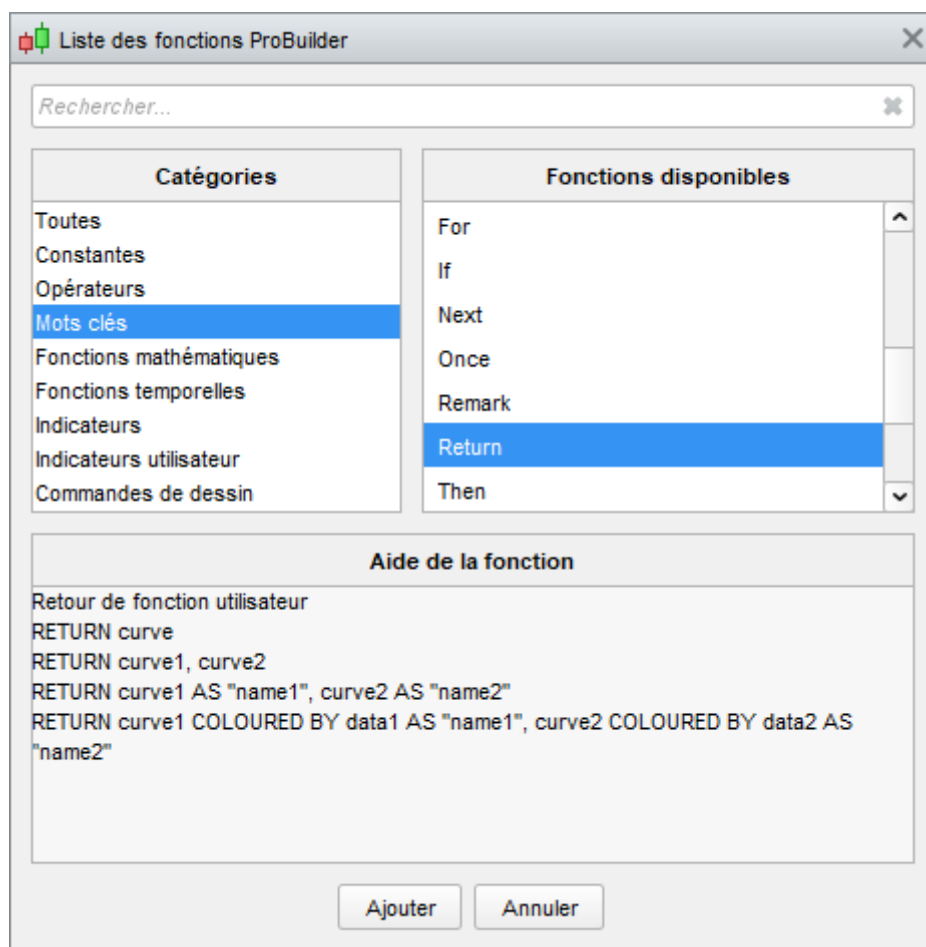 Liste des fonctions ProBuilder
Rechercher...
Catégories
Toutes
Constantes
Opérateurs
Mots clés
Fonctions mathématiques
Fonctions temporelles
Indicateurs
Indicateurs utilisateur
Commandes de dessin
Fonctions disponibles
For
If
Next
Once
Remark
Return
Then
Aide de la fonction
Retour de fonction utilisateur
RETURN curve
RETURN curve1, curve2
RETURN curve1 AS "name1", curve2 AS "name2"
RETURN curve1 COLOURED BY data1 AS "name1", curve2 COLOURED BY data2 AS
"name2"
Ajouter
Annuler